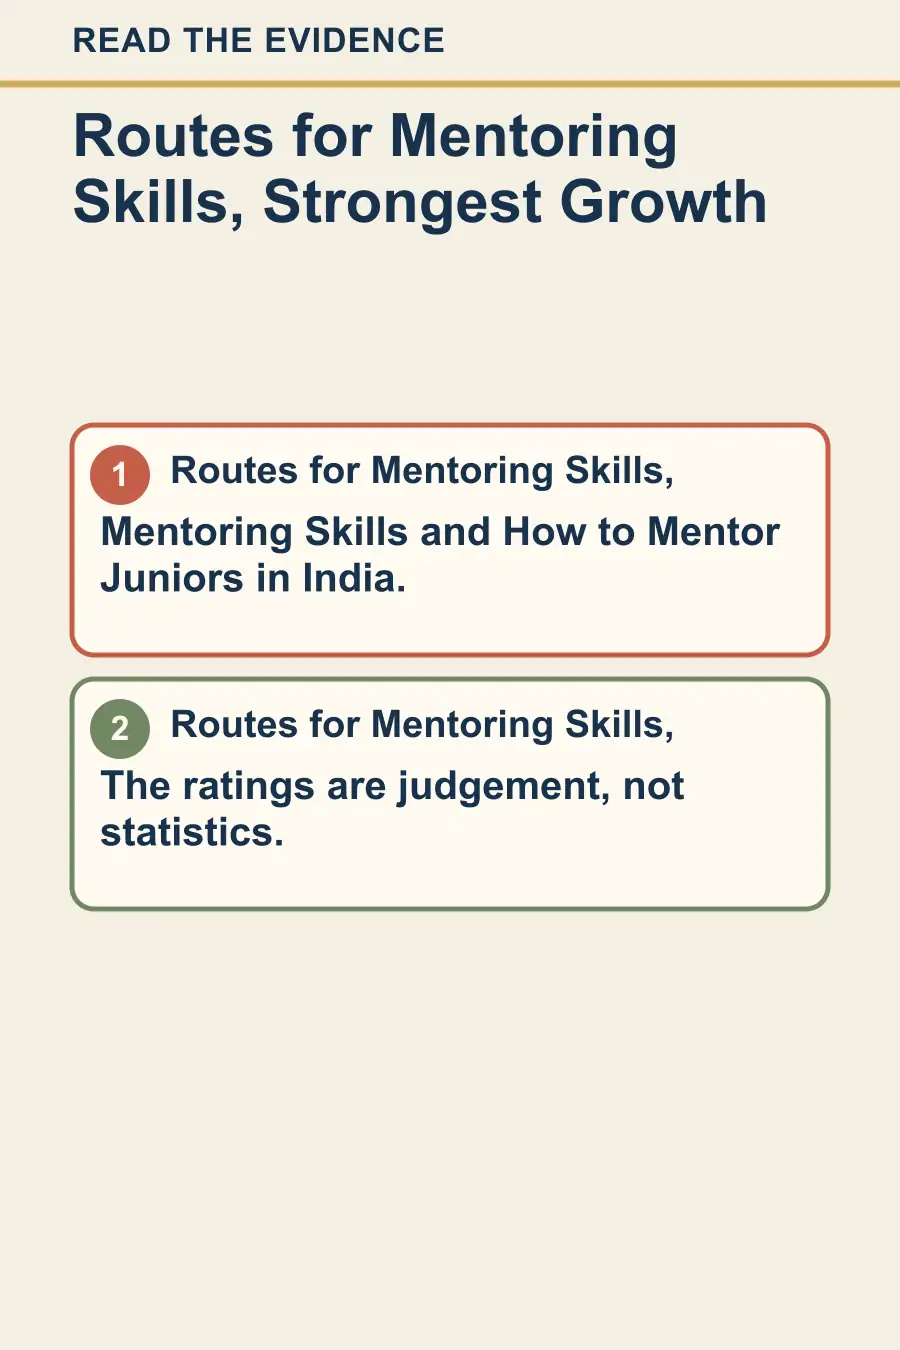 READ THE EVIDENCE
Routes for Mentoring
Skills, Strongest Growth
1 Routes for Mentoring Skills,
Mentoring Skills and How to Mentor
Juniors in India.
2 Routes for Mentoring Skills,
The ratings are judgement, not
statistics.